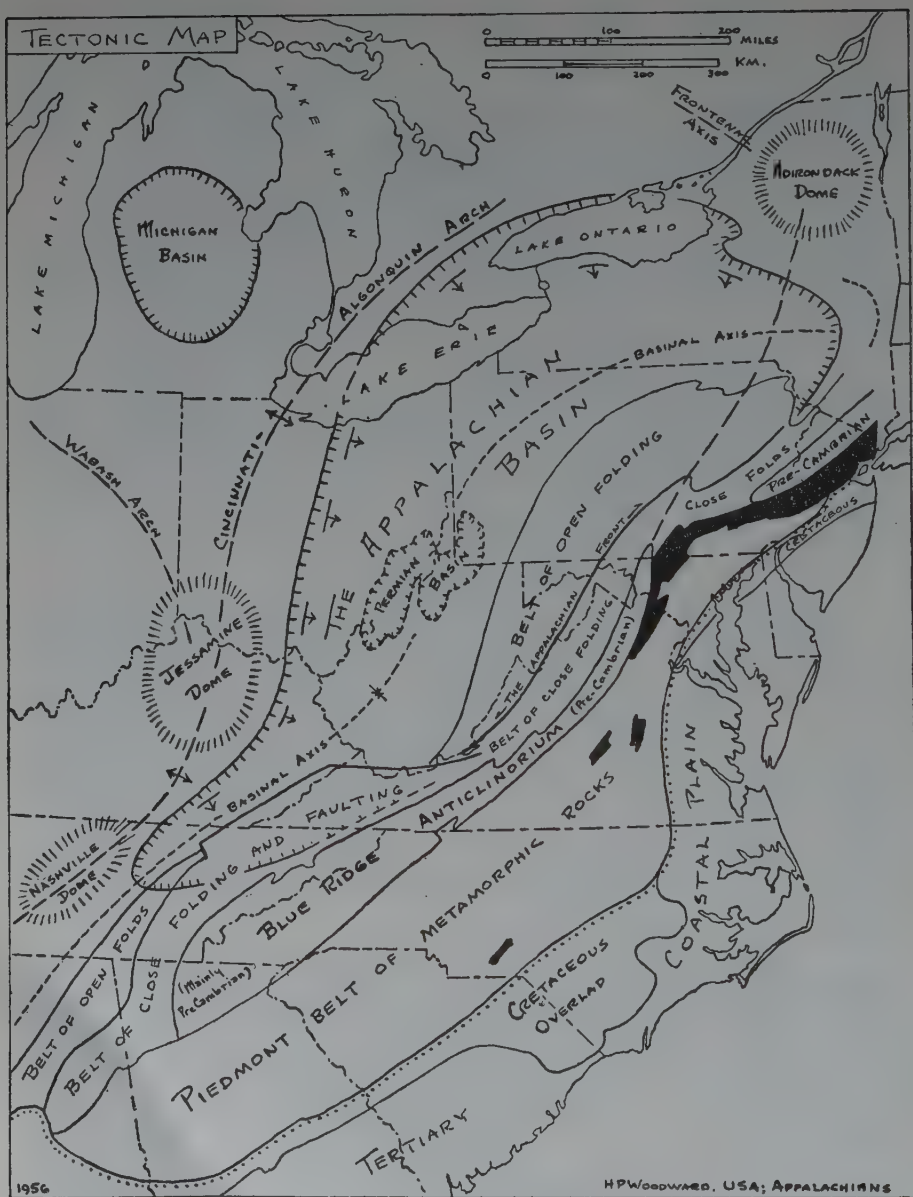 TECTONIC MAP
0 100 200 MILES
0 100 200 300 KM.
FRONTENAC AXIS
ADIRONDACK
DOME
LAKE MICHIGAN
LAKE HURON
MICHIGAN
BASIN
ALGONQUIN ARCH
LAKE ONTARIO
LAKE ERIE
BASINAL AXIS
THE APPALACHIAN
BASIN
WABASH ARCH
CINCINNATI-
PERMIAN
BASIN
BELT OF OPEN FOLDING
THE (APPALACHIAN FRONT
CLOSE FOLDS
PRE-CAMBRIAN
CRETACEOUS
JESSAMINE
DOME
BELT OF CLOSE FOLDING
BASINAL AXIS
NASHVILLE
DOME
FOLDING AND FAULTING
BLUE RIDGE
ANTICLINORIUM (Pre-Cambrian)
(Mainly
PreCambrian)
BELT OF OPEN FOLDS
BELT OF CLOSE
PIEDMONT BELT OF METAMORPHIC ROCKS
COASTAL PLAIN
CRETACEOUS
OVERLAP
TERTIARY
1956
HPWOODWARD, USA; APPALACHIANS